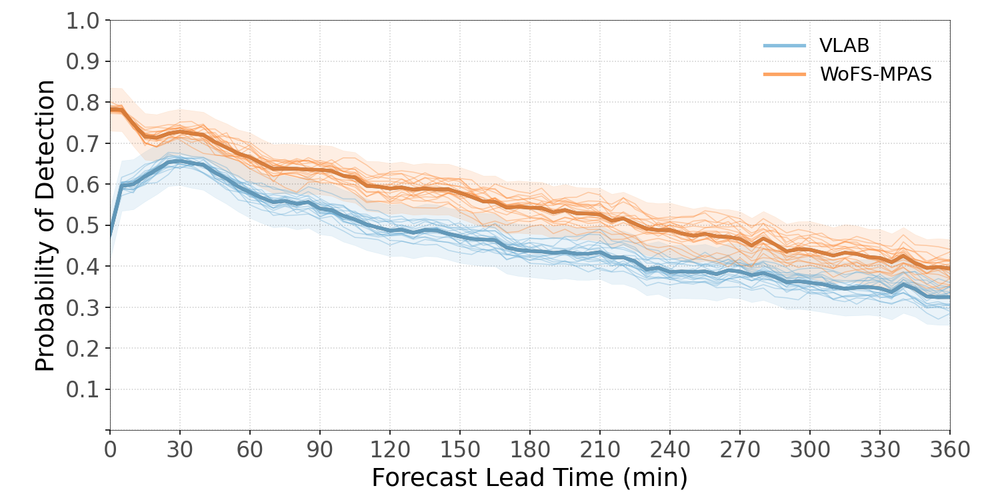 1.0
0.9
0.8
0.7
0.6
0.5
0.4
0.3
0.2
0.1
Probability of Detection
VLAB
WoFS-MPAS
0 30 60 90 120 150 180 210 240 270 300 330 360
Forecast Lead Time (min)